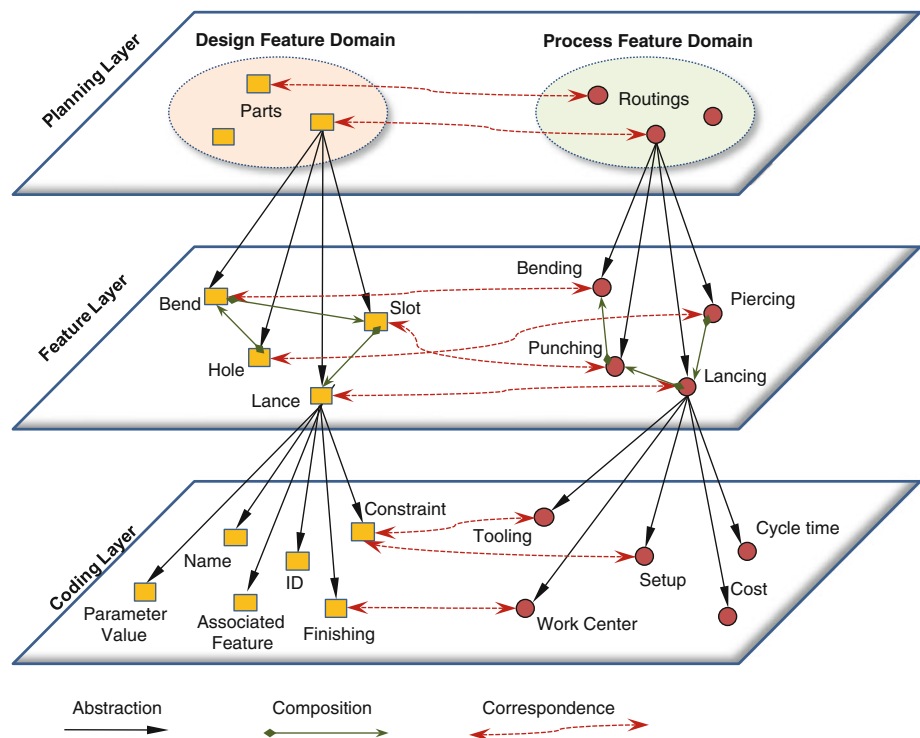 Planning Layer
Design Feature Domain
Process Feature Domain
Parts
Routings
Feature Layer
Bend
Slot
Hole
Lance
Bending
Piercing
Punching
Lancing
Coding Layer
Constraint
Name
ID
Parameter
Value
Associated
Feature
Finishing
Tooling
Cycle time
Setup
Cost
Work Center
Abstraction
Composition
Correspondence